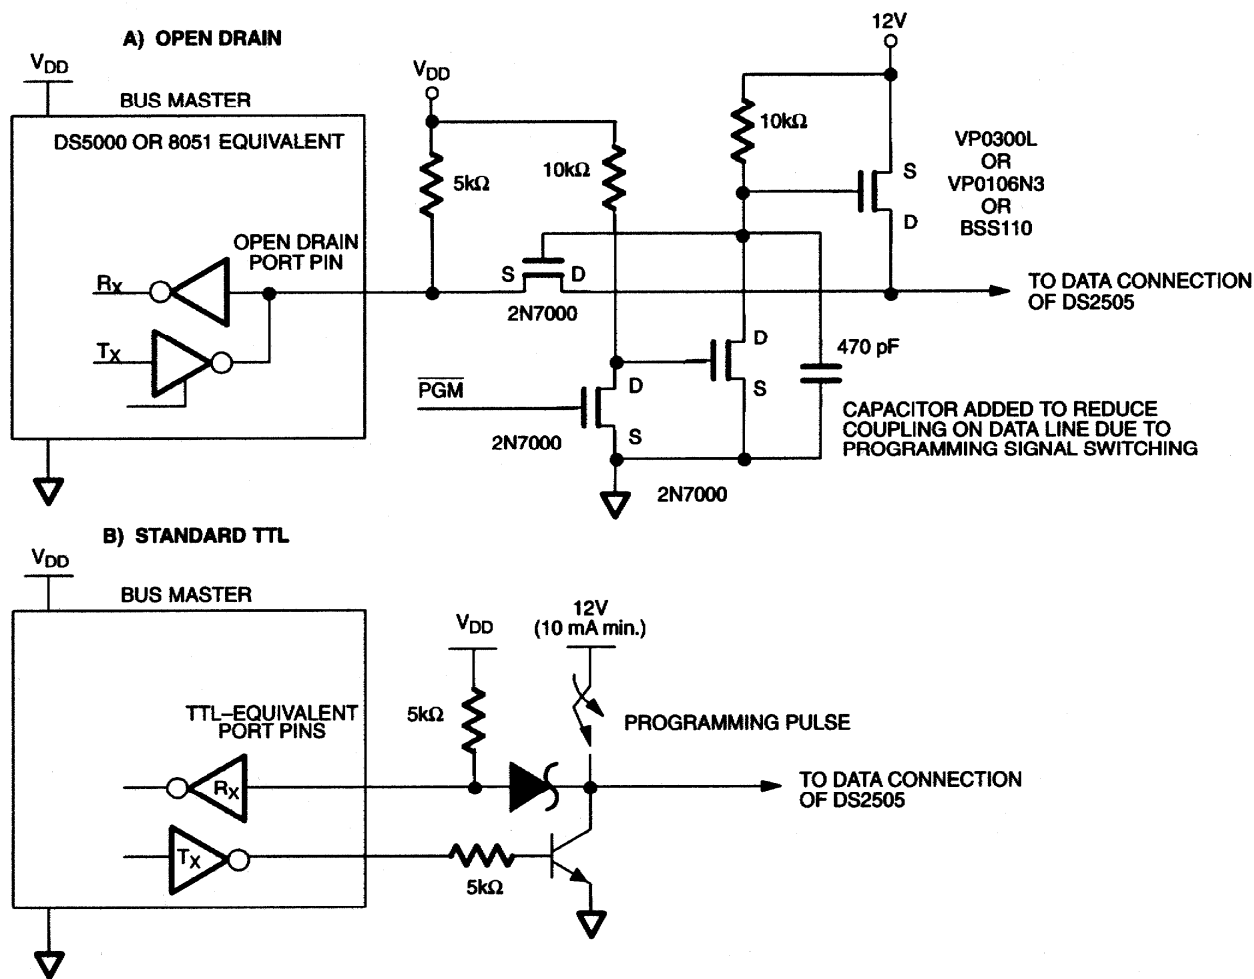 A) OPEN DRAIN
VDD
BUS MASTER
DS5000 OR 8051 EQUIVALENT
OPEN DRAIN
PORT PIN
RX
TX
VDD
5kΩ
10kΩ
S
D
2N7000
PGM
D
S
2N7000
12V
10kΩ
S
D
VP0300L
OR
VP0106N3
OR
BSS110
TO DATA CONNECTION
OF DS2505
D
S
470 pF
CAPACITOR ADDED TO REDUCE
COUPLING ON DATA LINE DUE TO
PROGRAMMING SIGNAL SWITCHING
2N7000
B) STANDARD TTL
VDD
BUS MASTER
TTL–EQUIVALENT
PORT PINS
RX
TX
VDD
5kΩ
12V
(10 mA min.)
PROGRAMMING PULSE
TO DATA CONNECTION
OF DS2505
5kΩ